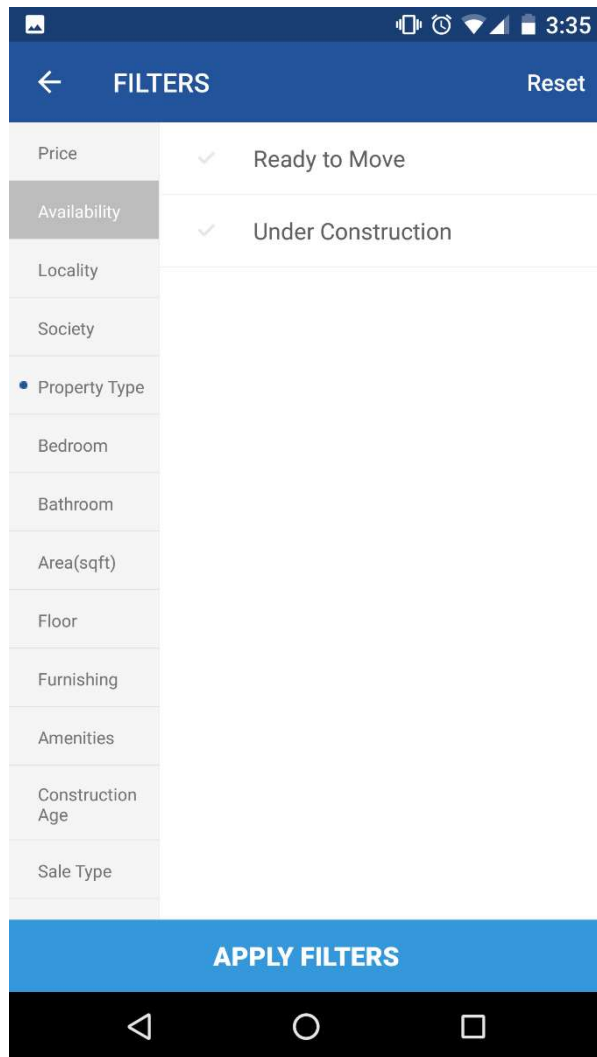 3:35
FILTERS
Reset
Price
Availability
Locality
Society
Property Type
Bedroom
Bathroom
Area(sqft)
Floor
Furnishing
Amenities
Construction
Age
Sale Type
Ready to Move
Under Construction
APPLY FILTERS